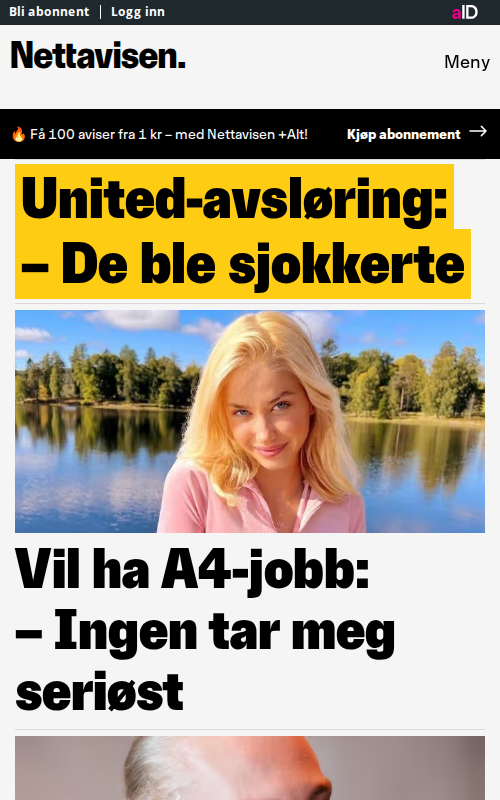 Bli abonnent | Logg inn
aID
Nettavisen.
Meny
🔥 Få 100 aviser fra 1 kr – med Nettavisen +Alt!
Kjøp abonnement →
United-avsløring:
– De ble sjokkerte
Vil ha A4-jobb:
– Ingen tar meg
seriøst